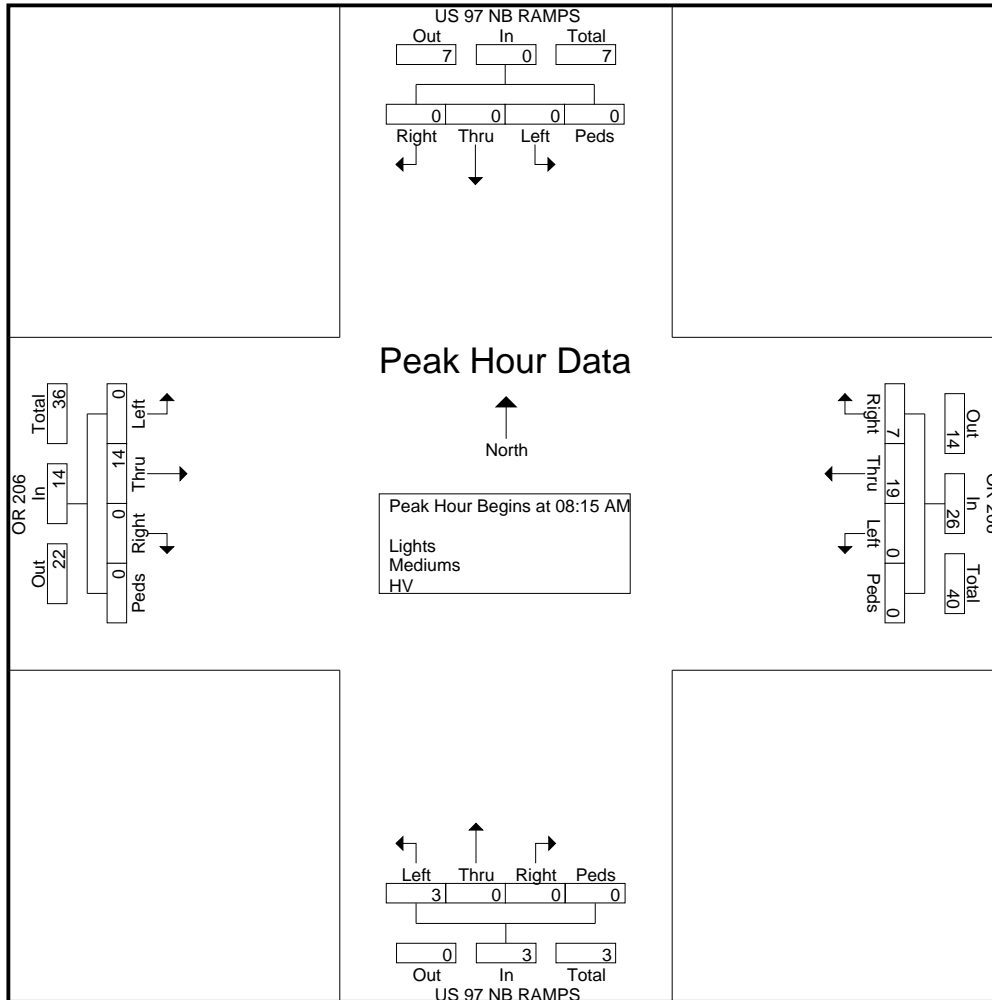 US 97 NB RAMPS
Out In Total
7 0 7
0 0 0 0
Right Thru Left Peds
Peak Hour Data
North
Peak Hour Begins at 08:15 AM
Lights
Mediums
HV
OR 206
Total In Out
36 14 22
0 14 0 0
Left Thru Right Peds
Right Thru Left Peds
7 19 0 0
Out In Total
14 26 40
Left Thru Right Peds
3 0 0 0
0 3 3
Out In Total
US 97 NB RAMPS